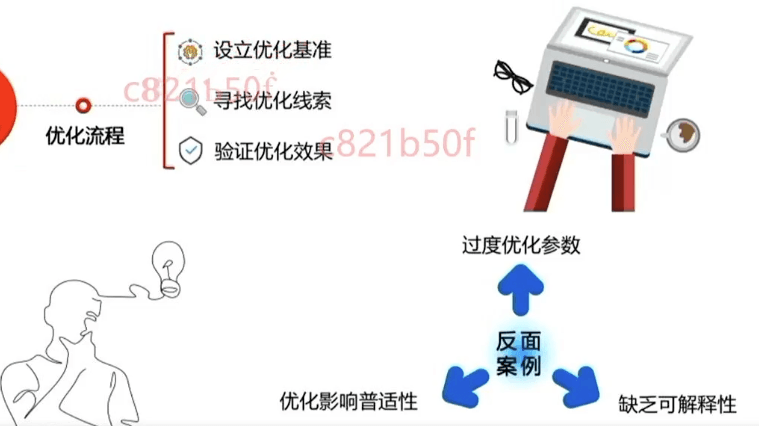 设立优化基准
c821b50f
寻找优化线索
优化流程
验证优化效果
c821b50f
过度优化参数
反面
案例
优化影响普适性
缺乏可解释性